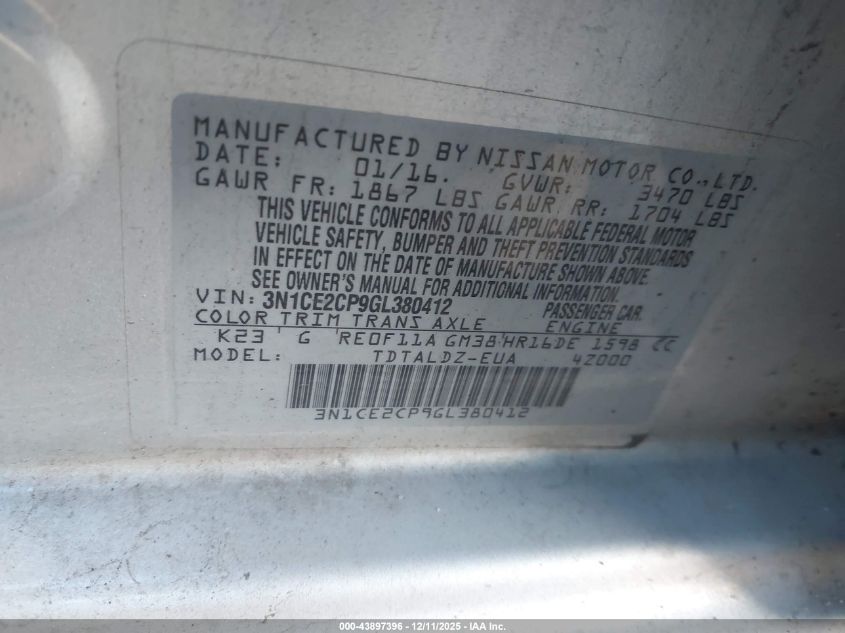 MANUFACTURED BY NISSAN MOTOR CO., LTD.
DATE: 01/16. GVWR: 3470 LBS
GAWR FR: 1867 LBS GAWR RR: 1704 LBS
THIS VEHICLE CONFORMS TO ALL APPLICABLE FEDERAL MOTOR
VEHICLE SAFETY, BUMPER AND THEFT PREVENTION STANDARDS
IN EFFECT ON THE DATE OF MANUFACTURE SHOWN ABOVE.
SEE OWNER'S MANUAL FOR ADDITIONAL INFORMATION.
VIN: 3N1CE2CP9GL380412 PASSENGER CAR.
COLOR TRIM TRANS AXLE ENGINE
K23 G RE0F11A GM38 HR16DE 1598 CC
MODEL: TDTALDZ-EUA 4Z000
3N1CE2CP9GL380412
000-43897396 - 12/11/2025 - IAA Inc.